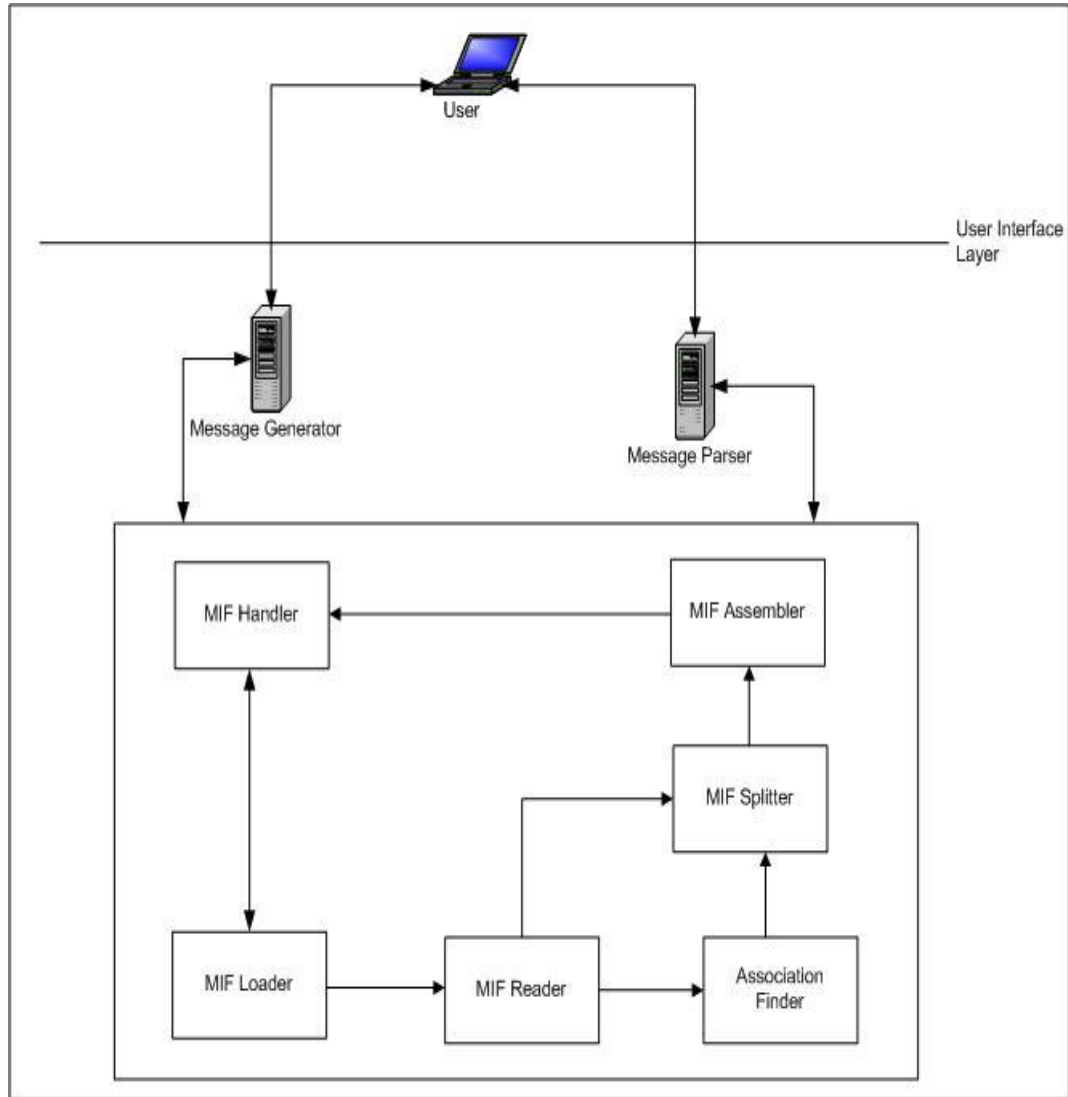 User
User Interface
Layer
Message Generator
Message Parser
MIF Handler
MIF Assembler
MIF Splitter
MIF Loader
MIF Reader
Association
Finder